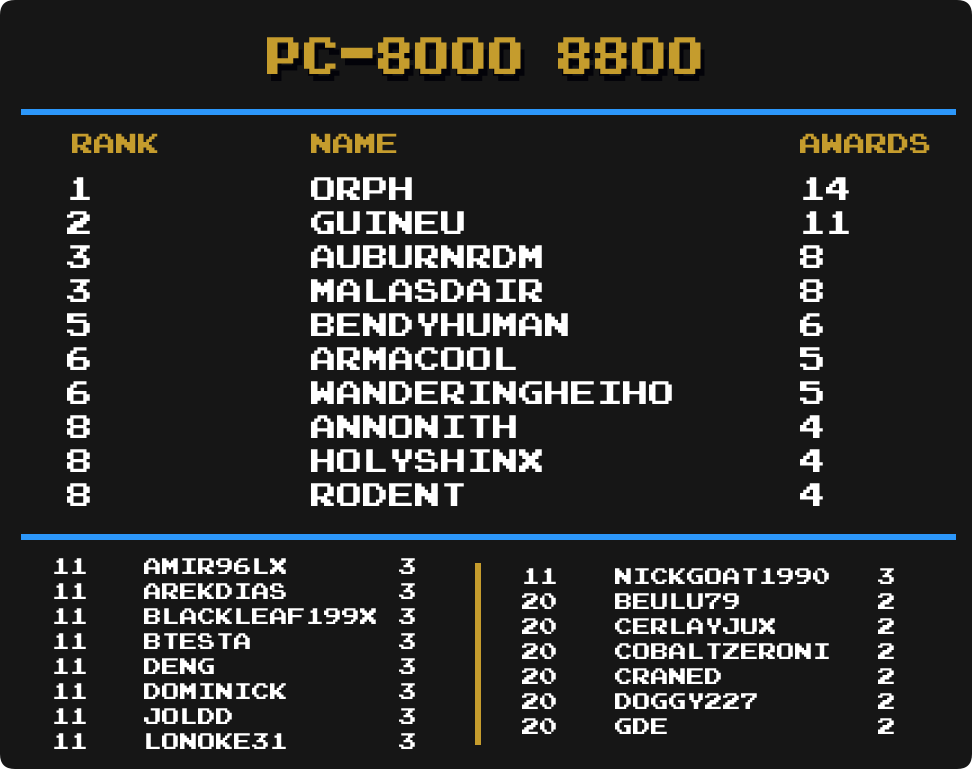 PC-8000 8800
RANK NAME AWARDS
1 ORPH 14
2 GUINEU 11
3 AUBURNRDM 8
3 MALASDAIR 8
5 BENDYHUMAN 6
6 ARMACOOL 5
6 WANDERINGHEIHO 5
8 ANNONITH 4
8 HOLYSHINX 4
8 RODENT 4
11 AMIR96LX 3
11 AREKDIAS 3
11 BLACKLEAF199X 3
11 BTESTA 3
11 DENG 3
11 DOMINICK 3
11 JOLDD 3
11 LONOKE31 3
11 NICKGOAT1990 3
20 BEULU79 2
20 CERLAYJUX 2
20 COBALTZERONI 2
20 CRANED 2
20 DOGGY227 2
20 GDE 2